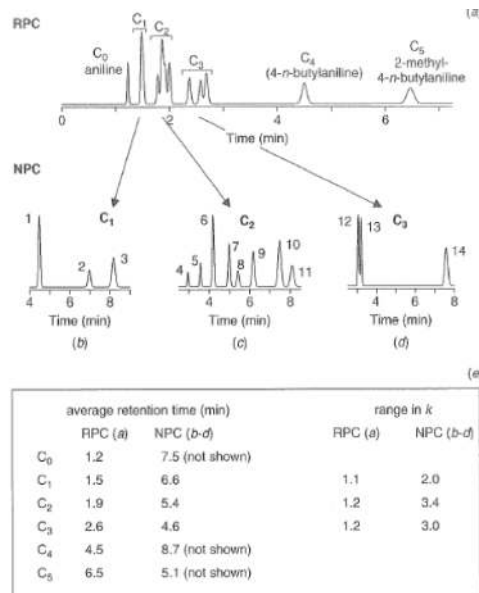 RPC
(a
C1
C2
C0
aniline
C3
C4
(4-n-butylaniline)
C5
2-methyl-
4-n-butylaniline
0 2 4 6
Time (min)
Time (min)
NPC
C1
C2
C3
1
2
3
4 6 8
Time (min)
(b)
4
5
6
7
8
9
10
11
4 6 8
Time (min)
(c)
12
13
14
4 6 8
Time (min)
(d)
(e
average retention time (min) range in k
RPC (a) NPC (b-d) RPC (a) NPC (b-d)
C0 1.2 7.5 (not shown)
C1 1.5 6.6 1.1 2.0
C2 1.9 5.4 1.2 3.4
C3 2.6 4.6 1.2 3.0
C4 4.5 8.7 (not shown)
C5 6.5 5.1 (not shown)